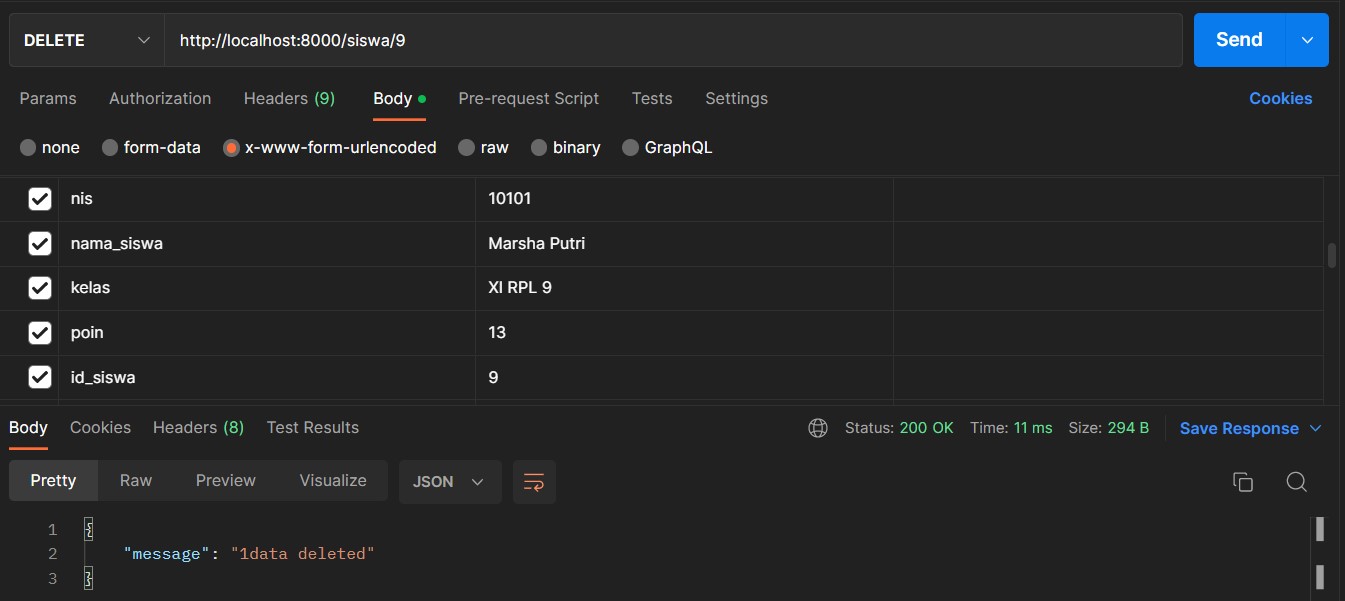 DELETE http://localhost:8000/siswa/9 Send
Params Authorization Headers (9) Body Pre-request Script Tests Settings Cookies
none form-data x-www-form-urlencoded raw binary GraphQL
nis 10101
nama_siswa Marsha Putri
kelas XI RPL 9
poin 13
id_siswa 9
Body Cookies Headers (8) Test Results Status: 200 OK Time: 11 ms Size: 294 B Save Response
Pretty Raw Preview Visualize JSON
1 {
2 "message": "1data deleted"
3 }